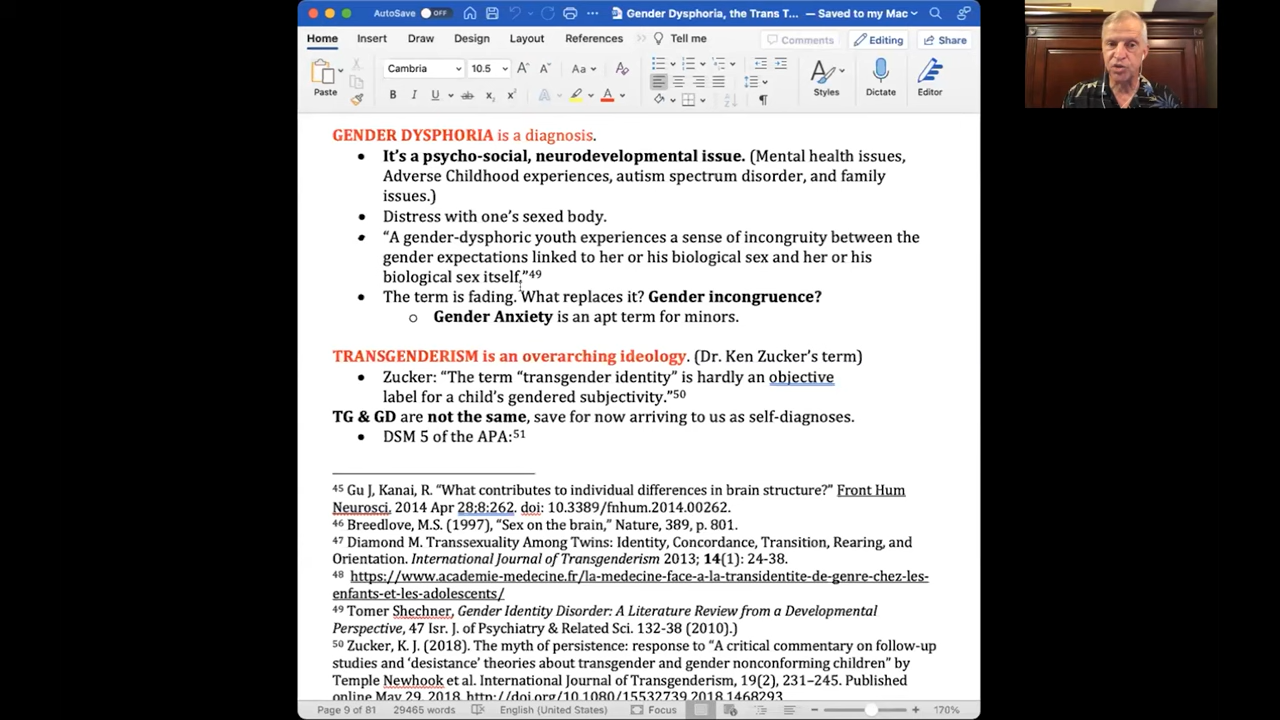 AutoSave OFF Gender Dysphoria, the Trans T... — Saved to my Mac
Home Insert Draw Design Layout References Tell me Comments Editing Share
Paste Cambria 10.5 Styles Dictate Editor
GENDER DYSPHORIA is a diagnosis.
• It's a psycho-social, neurodevelopmental issue. (Mental health issues,
Adverse Childhood experiences, autism spectrum disorder, and family
issues.)
• Distress with one's sexed body.
• “A gender-dysphoric youth experiences a sense of incongruity between the
gender expectations linked to her or his biological sex and her or his
biological sex itself.”49
• The term is fading. What replaces it? Gender incongruence?
o Gender Anxiety is an apt term for minors.
TRANSGENDERISM is an overarching ideology. (Dr. Ken Zucker's term)
• Zucker: “The term “transgender identity” is hardly an objective
label for a child's gendered subjectivity.”50
TG & GD are not the same, save for now arriving to us as self-diagnoses.
• DSM 5 of the APA:51
45 Gu J, Kanai, R. “What contributes to individual differences in brain structure?” Front Hum
Neurosci, 2014 Apr 28;8:262. doi: 10.3389/fnhum.2014.00262.
46 Breedlove, M.S. (1997), “Sex on the brain,” Nature, 389, p. 801.
47 Diamond M. Transsexuality Among Twins: Identity, Concordance, Transition, Rearing, and
Orientation. International Journal of Transgenderism 2013; 14(1): 24-38.
48 https://www.academie-medecine.fr/la-medecine-face-a-la-transidentite-de-genre-chez-les-
enfants-et-les-adolescents/
49 Tomer Shechner, Gender Identity Disorder: A Literature Review from a Developmental
Perspective, 47 Isr. J. of Psychiatry & Related Sci. 132-38 (2010).)
50 Zucker, K. J. (2018). The myth of persistence: response to “A critical commentary on follow-up
studies and ‘desistance’ theories about transgender and gender nonconforming children” by
Temple Newhook et al. International Journal of Transgenderism, 19(2), 231–245. Published
online May 29, 2018. http://doi.org/10.1080/15532739.2018.1468293
Page 9 of 81 29465 words English (United States) Focus 170%